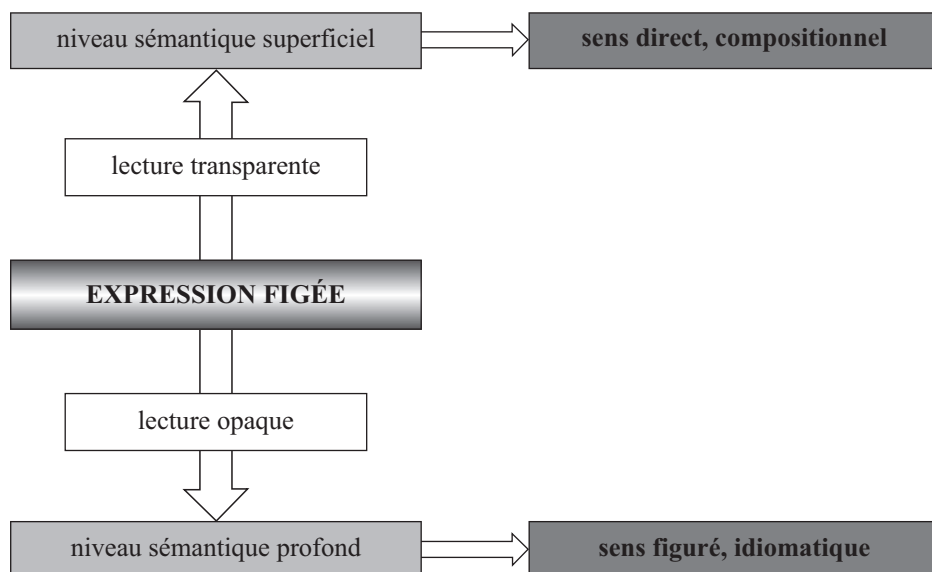 niveau sémantique superficiel
sens direct, compositionnel
lecture transparente
EXPRESSION FIGÉE
lecture opaque
niveau sémantique profond
sens figuré, idiomatique